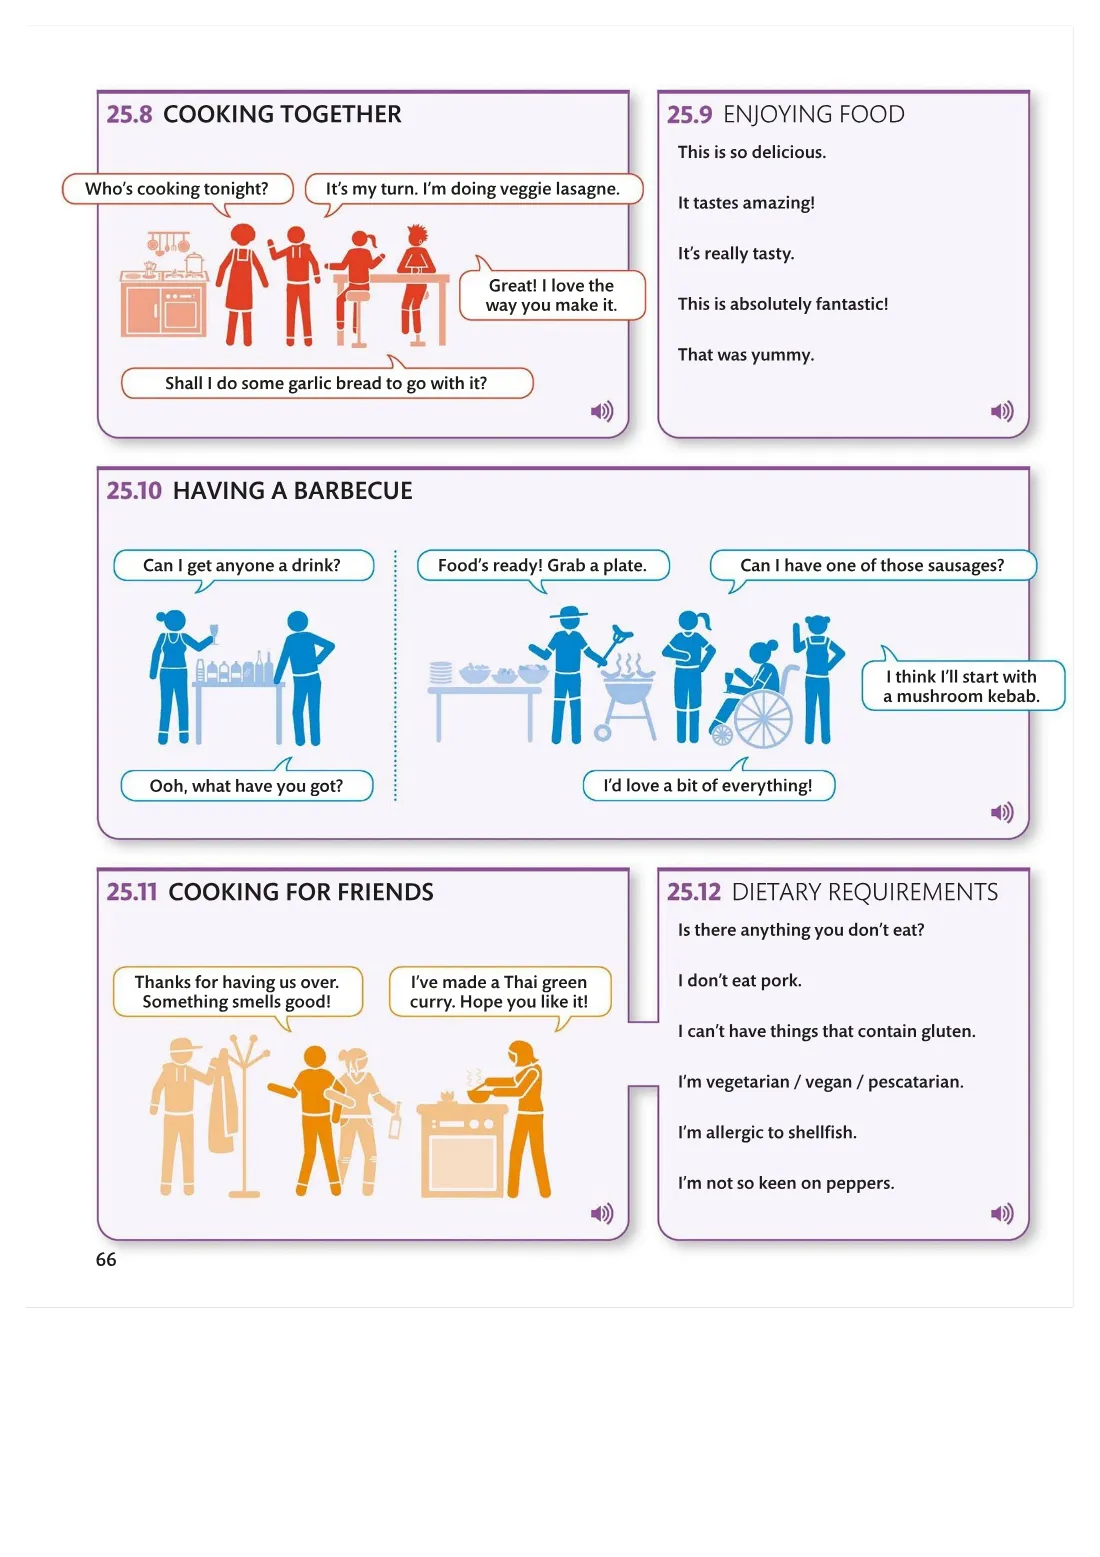 25.8 COOKING TOGETHER
Who's cooking tonight?
It's my turn. I'm doing veggie lasagne.
Great! I love the
way you make it.
Shall I do some garlic bread to go with it?
25.9 ENJOYING FOOD
This is so delicious.
It tastes amazing!
It's really tasty.
This is absolutely fantastic!
That was yummy.
25.10 HAVING A BARBECUE
Can I get anyone a drink?
Ooh, what have you got?
Food's ready! Grab a plate.
Can I have one of those sausages?
I think I'll start with
a mushroom kebab.
I'd love a bit of everything!
25.11 COOKING FOR FRIENDS
Thanks for having us over.
Something smells good!
I've made a Thai green
curry. Hope you like it!
25.12 DIETARY REQUIREMENTS
Is there anything you don't eat?
I don't eat pork.
I can't have things that contain gluten.
I'm vegetarian / vegan / pescatarian.
I'm allergic to shellfish.
I'm not so keen on peppers.
66